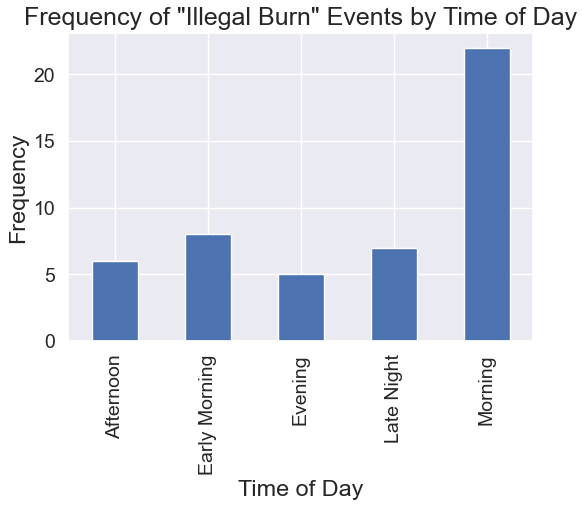 Frequency of "Illegal Burn" Events by Time of Day
Frequency
20
15
10
5
0
Afternoon
Early Morning
Evening
Late Night
Morning
Time of Day